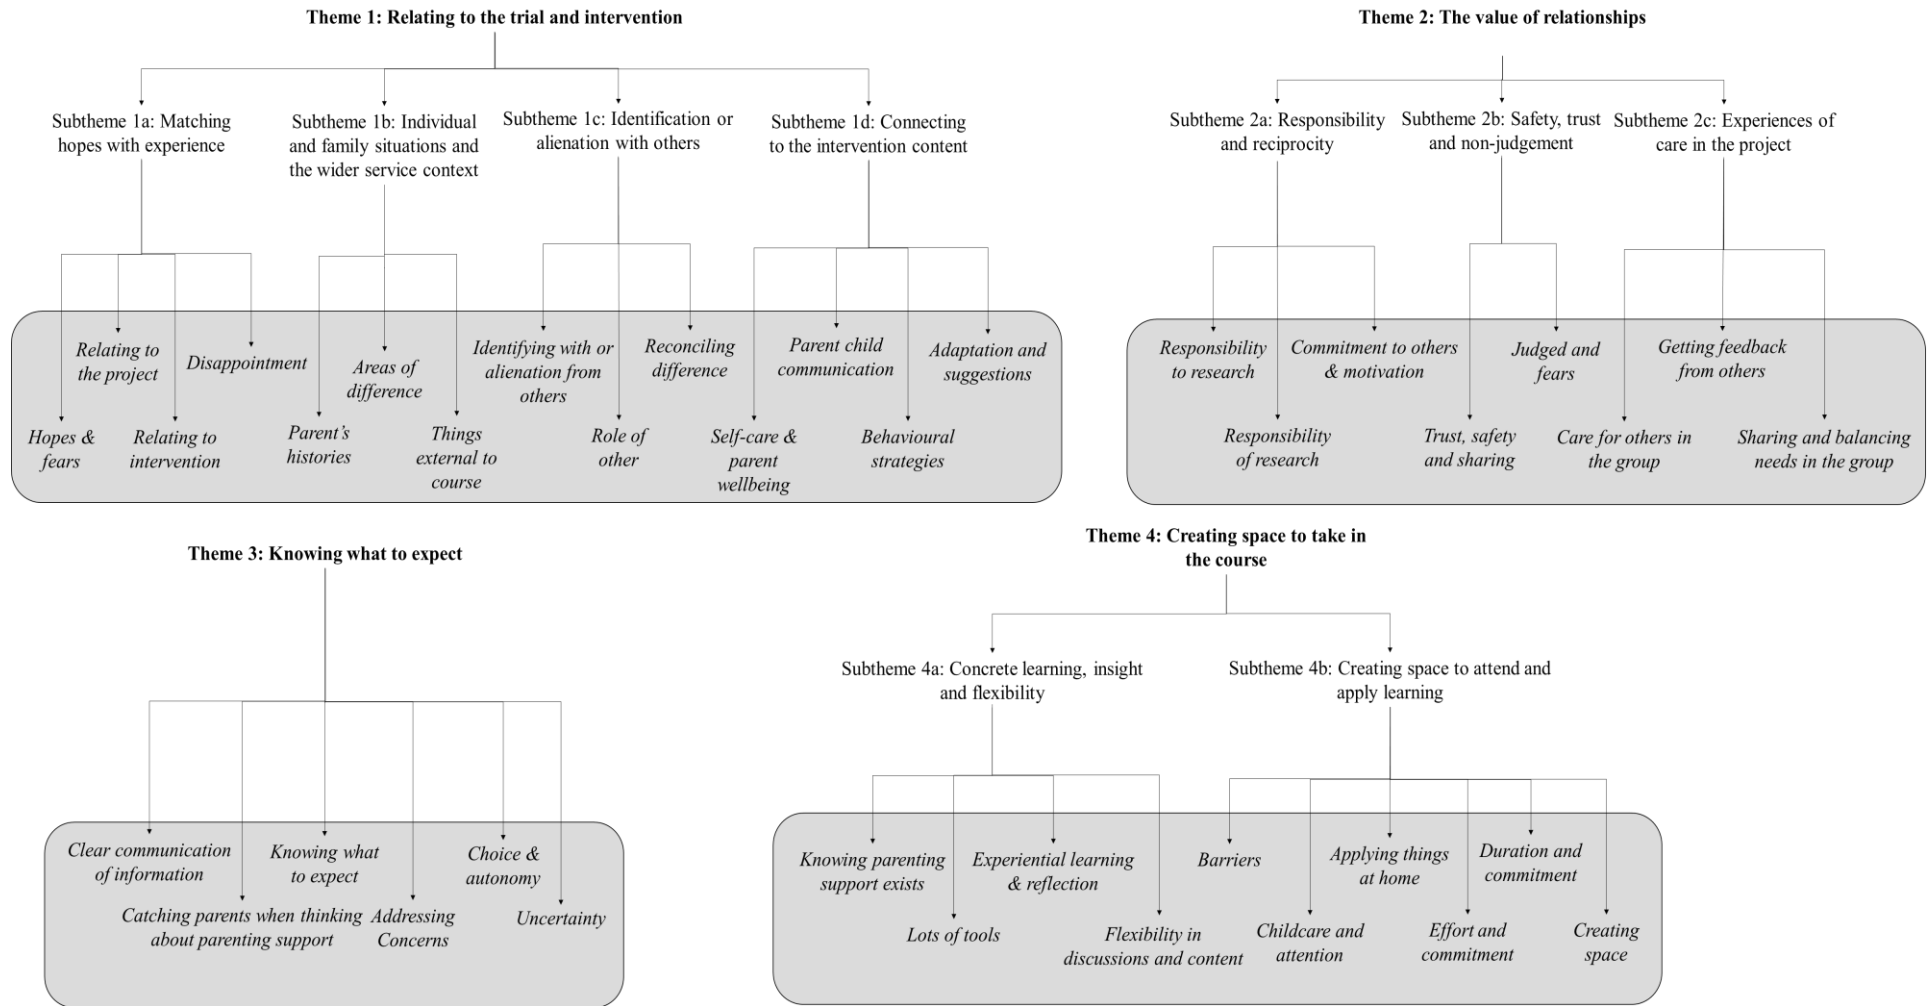 Theme 1: Relating to the trial and intervention
Subtheme 1a: Matching
hopes with experience
Subtheme 1b: Individual
and family situations and
the wider service context
Subtheme 1c: Identification or
alienation with others
Subtheme 1d: Connecting
to the intervention content
Hopes &
fears
Relating to
the project
Relating to
intervention
Disappointment
Parent’s
histories
Areas of
difference
Things
external to
course
Identifying with or
alienation from
others
Role of
other
Reconciling
difference
Self-care &
parent
wellbeing
Parent child
communication
Behavioural
strategies
Adaptation and
suggestions
Theme 2: The value of relationships
Subtheme 2a: Responsibility
and reciprocity
Subtheme 2b: Safety, trust
and non-judgement
Subtheme 2c: Experiences of
care in the project
Responsibility
to research
Responsibility
of research
Commitment to others
& motivation
Trust, safety
and sharing
Judged and
fears
Care for others in
the group
Getting feedback
from others
Sharing and balancing
needs in the group
Theme 3: Knowing what to expect
Clear communication
of information
Catching parents when thinking
about parenting support
Knowing what
to expect
Addressing
Concerns
Choice &
autonomy
Uncertainty
Theme 4: Creating space to take in
the course
Subtheme 4a: Concrete learning, insight
and flexibility
Subtheme 4b: Creating space to attend and
apply learning
Knowing parenting
support exists
Lots of tools
Experiential learning
& reflection
Flexibility in
discussions and content
Barriers
Childcare and
attention
Applying things
at home
Effort and
commitment
Duration and
commitment
Creating
space